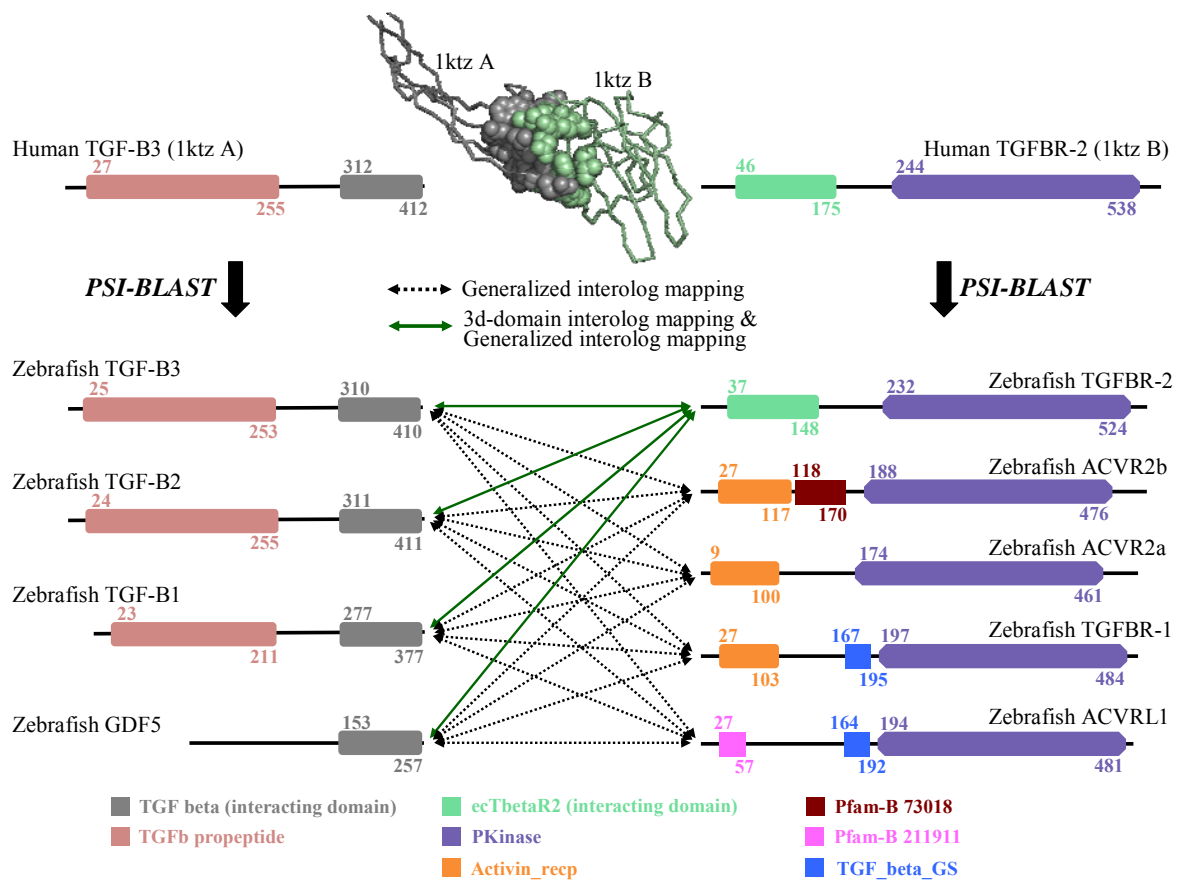 1ktz A
1ktz B
Human TGF-B3 (1ktz A)
Human TGFBR-2 (1ktz B)
27
255
312
412
46
175
244
538
PSI-BLAST
PSI-BLAST
Generalized interolog mapping
3d-domain interolog mapping &
Generalized interolog mapping
Zebrafish TGF-B3
25
253
310
410
Zebrafish TGFBR-2
37
148
232
524
Zebrafish TGF-B2
24
255
311
411
Zebrafish ACVR2b
27
117
118
170
188
476
Zebrafish ACVR2a
9
100
174
461
Zebrafish TGF-B1
23
211
277
377
Zebrafish TGFBR-1
27
103
167
195
197
484
Zebrafish GDF5
153
257
Zebrafish ACVRL1
27
57
164
192
194
481
TGF beta (interacting domain)
TGFb propeptide
ecTbetaR2 (interacting domain)
PKinase
Activin_recp
Pfam-B 73018
Pfam-B 211911
TGF_beta_GS